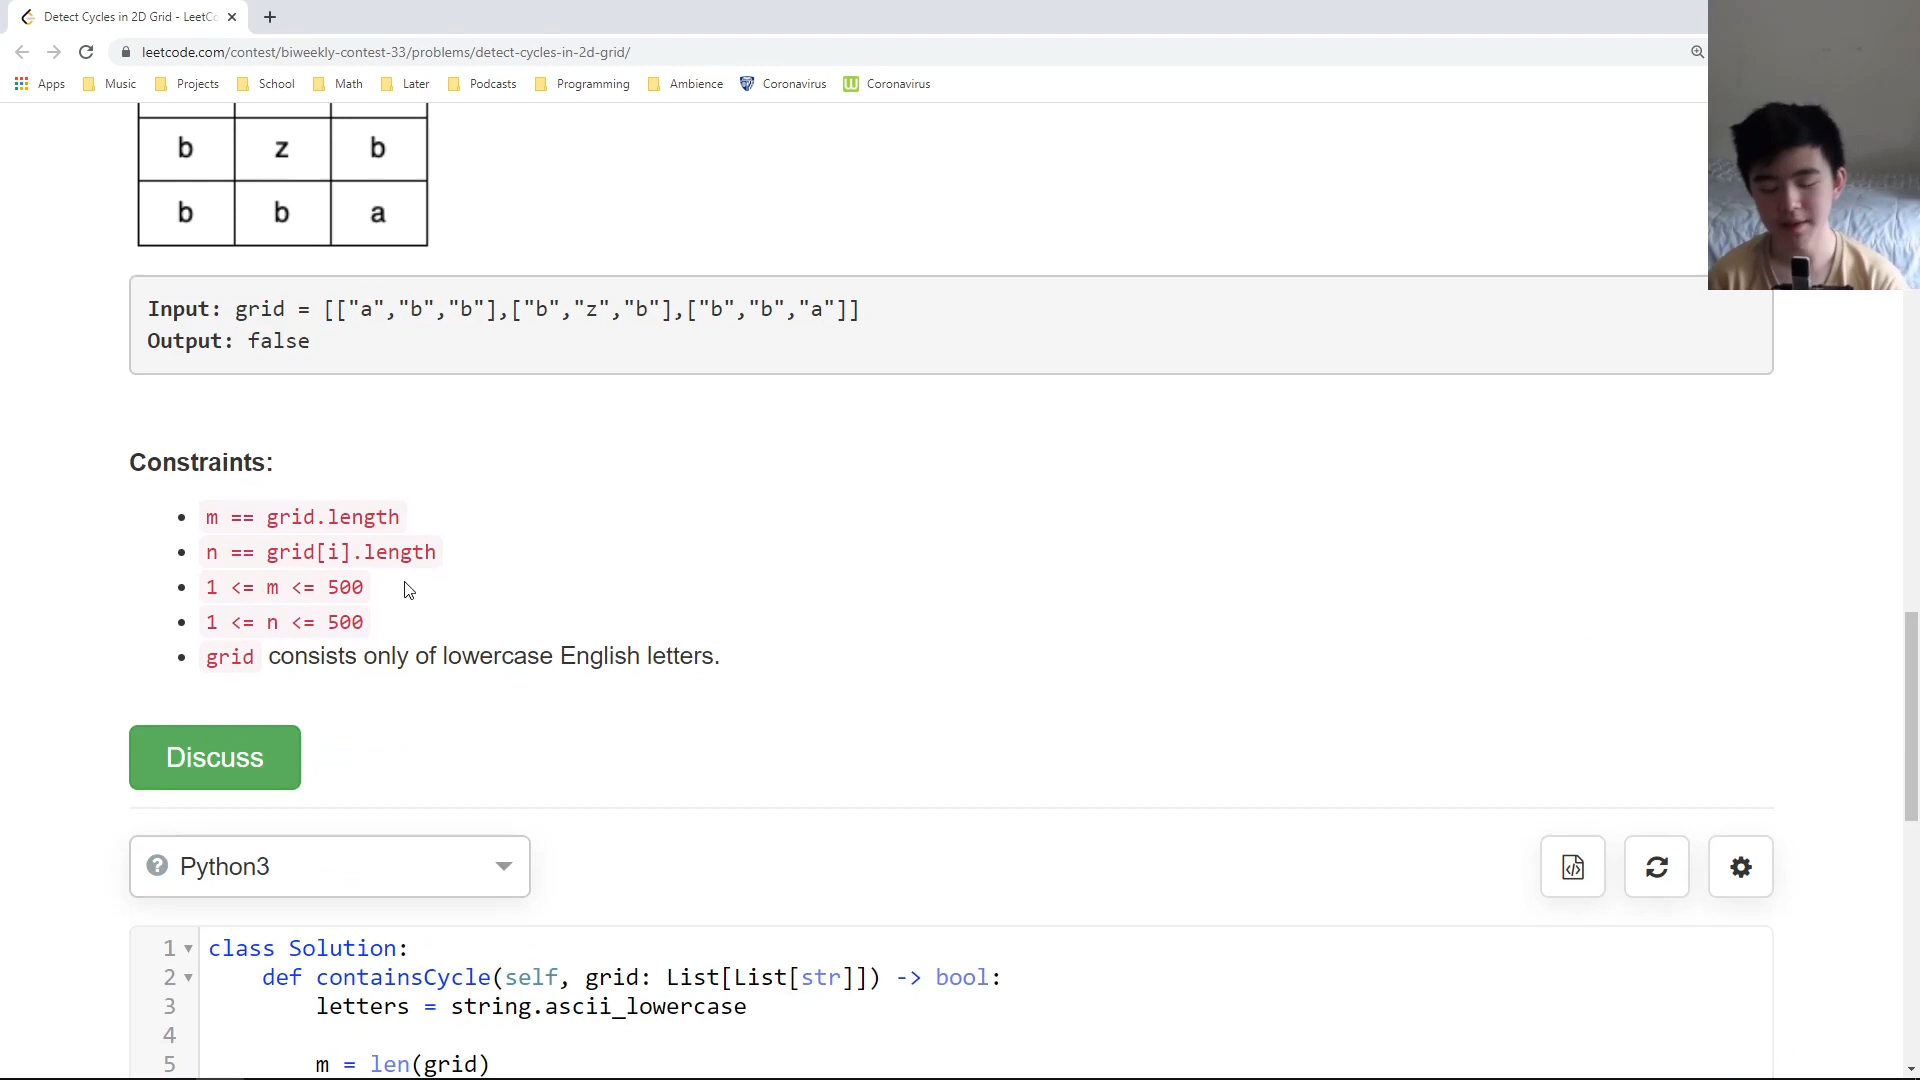 Detect Cycles in 2D Grid - LeetCo
leetcode.com/contest/biweekly-contest-33/problems/detect-cycles-in-2d-grid/
Apps Music Projects School Math Later Podcasts Programming Ambience Coronavirus Coronavirus
b z b
b b a
Input: grid = [["a","b","b"],["b","z","b"],["b","b","a"]]
Output: false
Constraints:
m == grid.length
n == grid[i].length
1 <= m <= 500
1 <= n <= 500
grid consists only of lowercase English letters.
Discuss
Python3
1 class Solution:
2 def containsCycle(self, grid: List[List[str]]) -> bool:
3 letters = string.ascii_lowercase
4
5 m = len(grid)